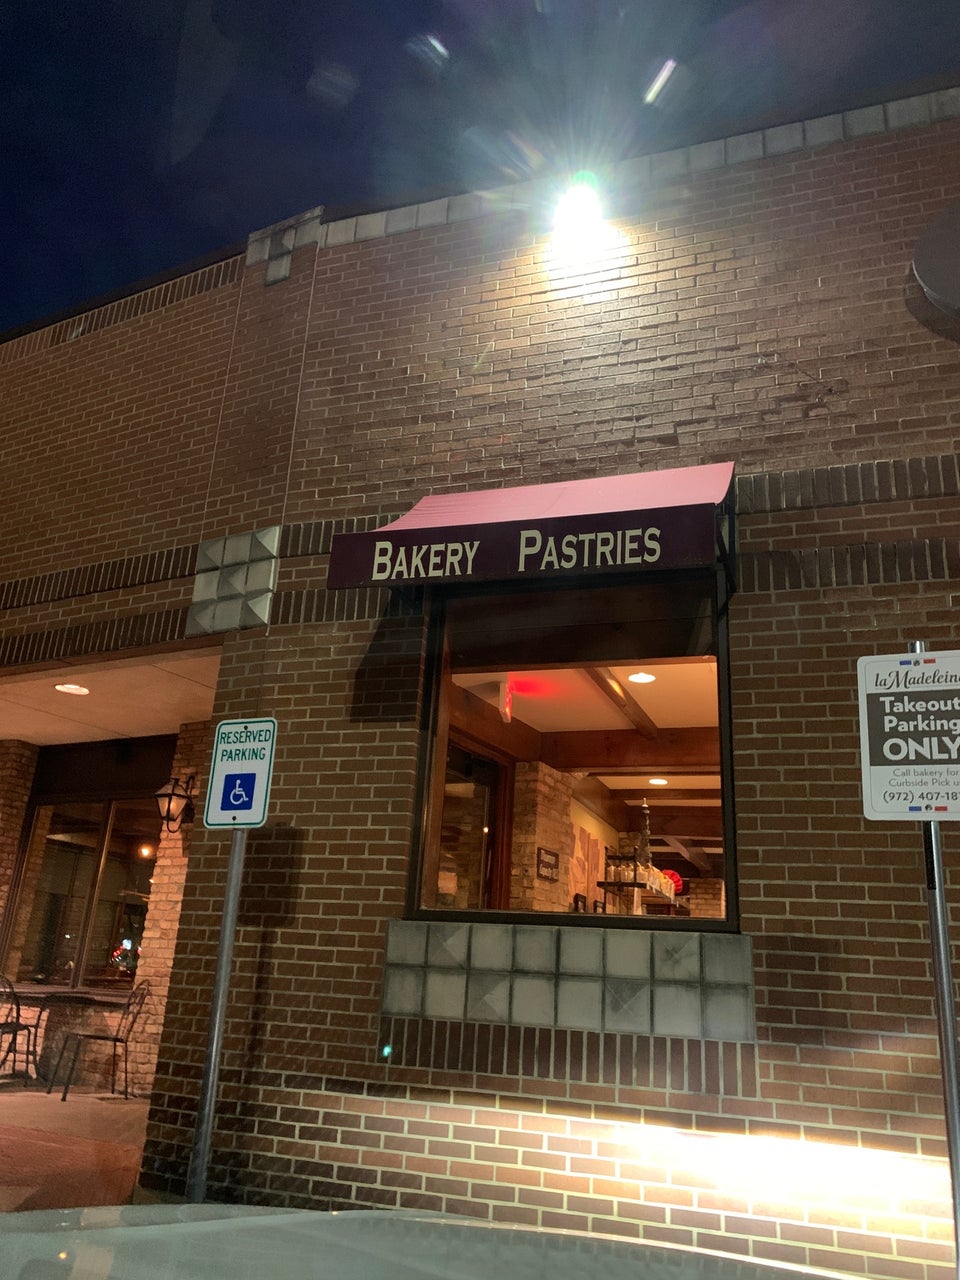 BAKERY PASTRIES
RESERVED
PARKING
la Madeleine
Takeout
Parking
ONLY
Call bakery for
Curbside Pick u
(972) 407-18